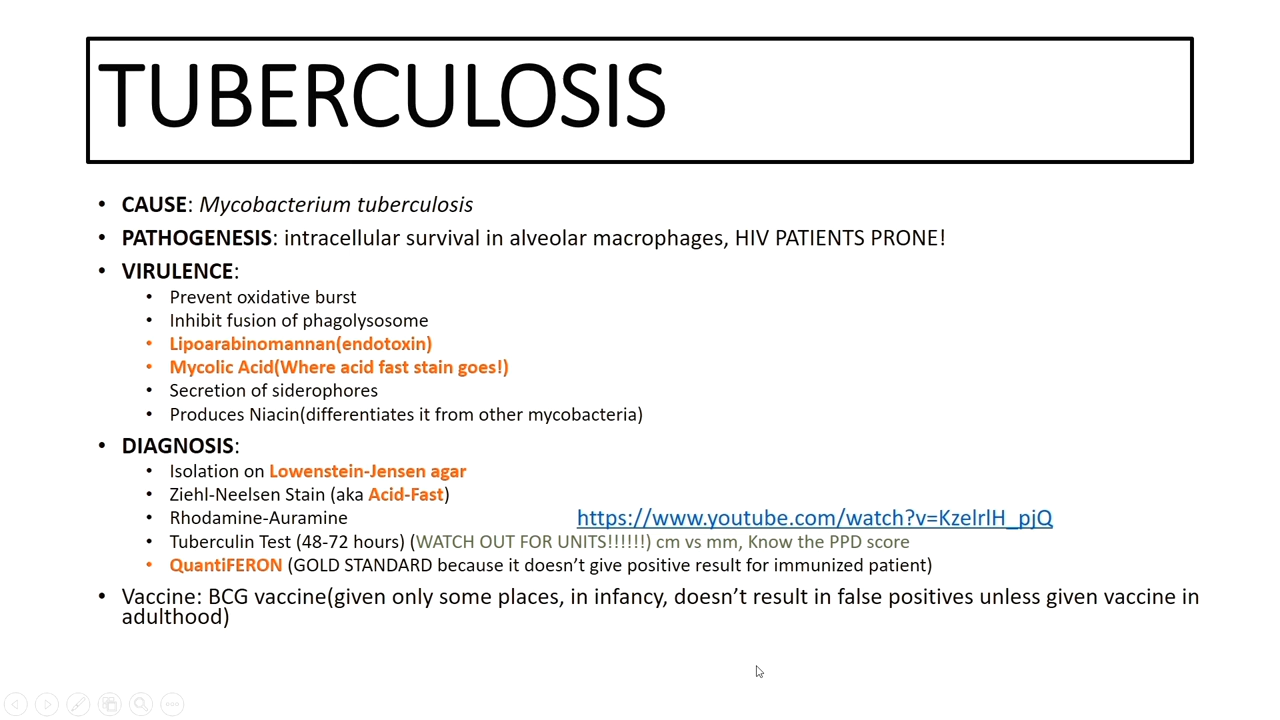 TUBERCULOSIS
• CAUSE: Mycobacterium tuberculosis
• PATHOGENESIS: intracellular survival in alveolar macrophages, HIV PATIENTS PRONE!
• VIRULENCE:
• Prevent oxidative burst
• Inhibit fusion of phagolysosome
• Lipoarabinomannan(endotoxin)
• Mycolic Acid(Where acid fast stain goes!)
• Secretion of siderophores
• Produces Niacin(differentiates it from other mycobacteria)
• DIAGNOSIS:
• Isolation on Lowenstein-Jensen agar
• Ziehl-Neelsen Stain (aka Acid-Fast)
• Rhodamine-Auramine https://www.youtube.com/watch?v=KzelrlH_pjQ
• Tuberculin Test (48-72 hours) (WATCH OUT FOR UNITS!!!!!!) cm vs mm, Know the PPD score
• QuantiFERON (GOLD STANDARD because it doesn’t give positive result for immunized patient)
• Vaccine: BCG vaccine(given only some places, in infancy, doesn’t result in false positives unless given vaccine in
adulthood)